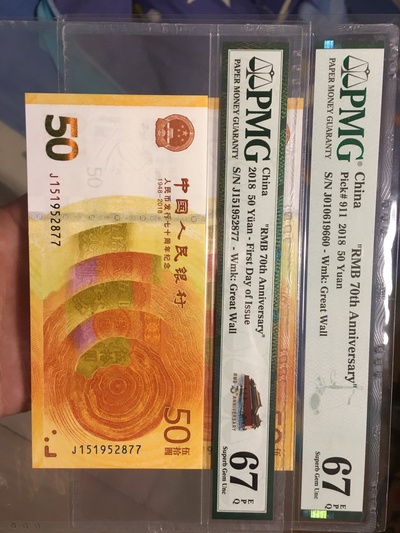 50
J151952877
中国人民银行
人民币发行七十周年纪念
1948-2018
50
伍拾圆
J151952877
50
PMG
PAPER MONEY GUARANTY
China "RMB 70th Anniversary"
2018 50 Yüan - First Day of Issue
S/N J151952877 - Wmk: Great Wall
67 EPQ
Superb Gem Unc
PMG®
PAPER MONEY GUARANTY
China "RMB 70th Anniversary"
Pick# 911 2018 50 Yuan
S/N J010619660 - Wmk: Great Wall
67 EPQ
Superb Gem Unc